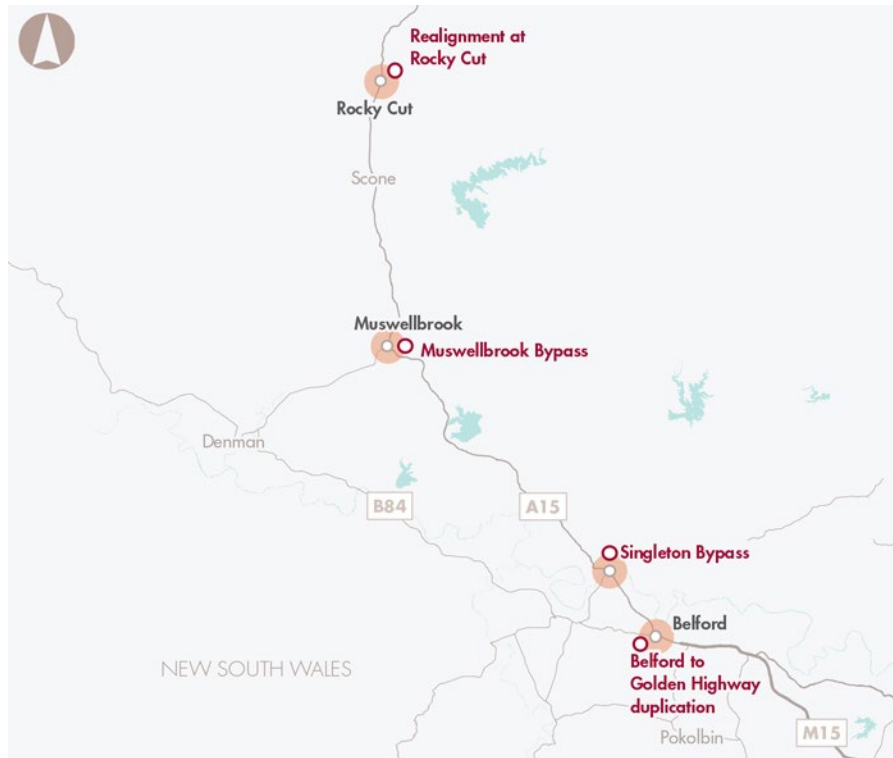 Realignment at
Rocky Cut
Rocky Cut
Scone
Muswellbrook
Muswellbrook Bypass
Denman
B84
A15
Singleton Bypass
Belford
Belford to
Golden Highway
duplication
NEW SOUTH WALES
Pokolbin
M15